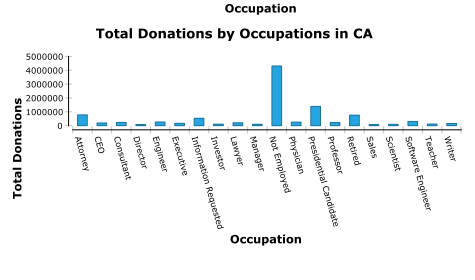 Occupation
Total Donations by Occupations in CA
Total Donations
5000000
4000000
3000000
2000000
1000000
0
Attorney
CEO
Consultant
Director
Engineer
Executive
Information Requested
Investor
Lawyer
Manager
Not Employed
Physician
Presidential Candidate
Professor
Retired
Sales
Scientist
Software Engineer
Teacher
Writer
Occupation